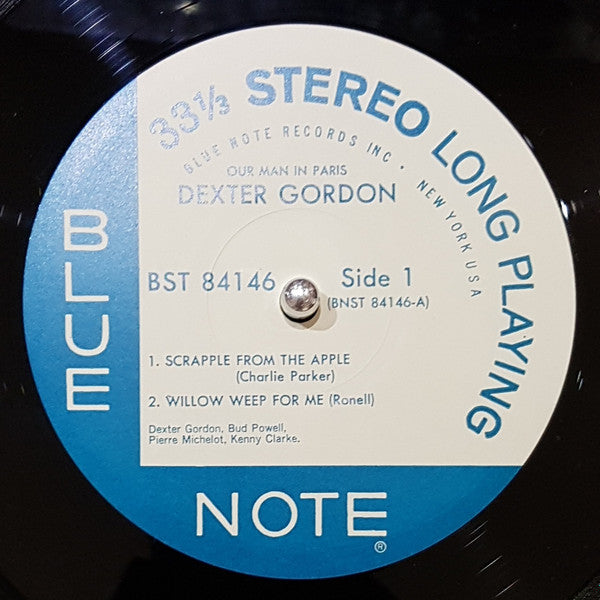 33⅓ STEREO LONG PLAYING
BLUE NOTE RECORDS INC • NEW YORK USA
OUR MAN IN PARIS
DEXTER GORDON
BST 84146
Side 1
(BNST 84146-A)
1. SCRAPPLE FROM THE APPLE
(Charlie Parker)
2. WILLOW WEEP FOR ME (Ronell)
Dexter Gordon, Bud Powell,
Pierre Michelot, Kenny Clarke.
BLUE
NOTE
®